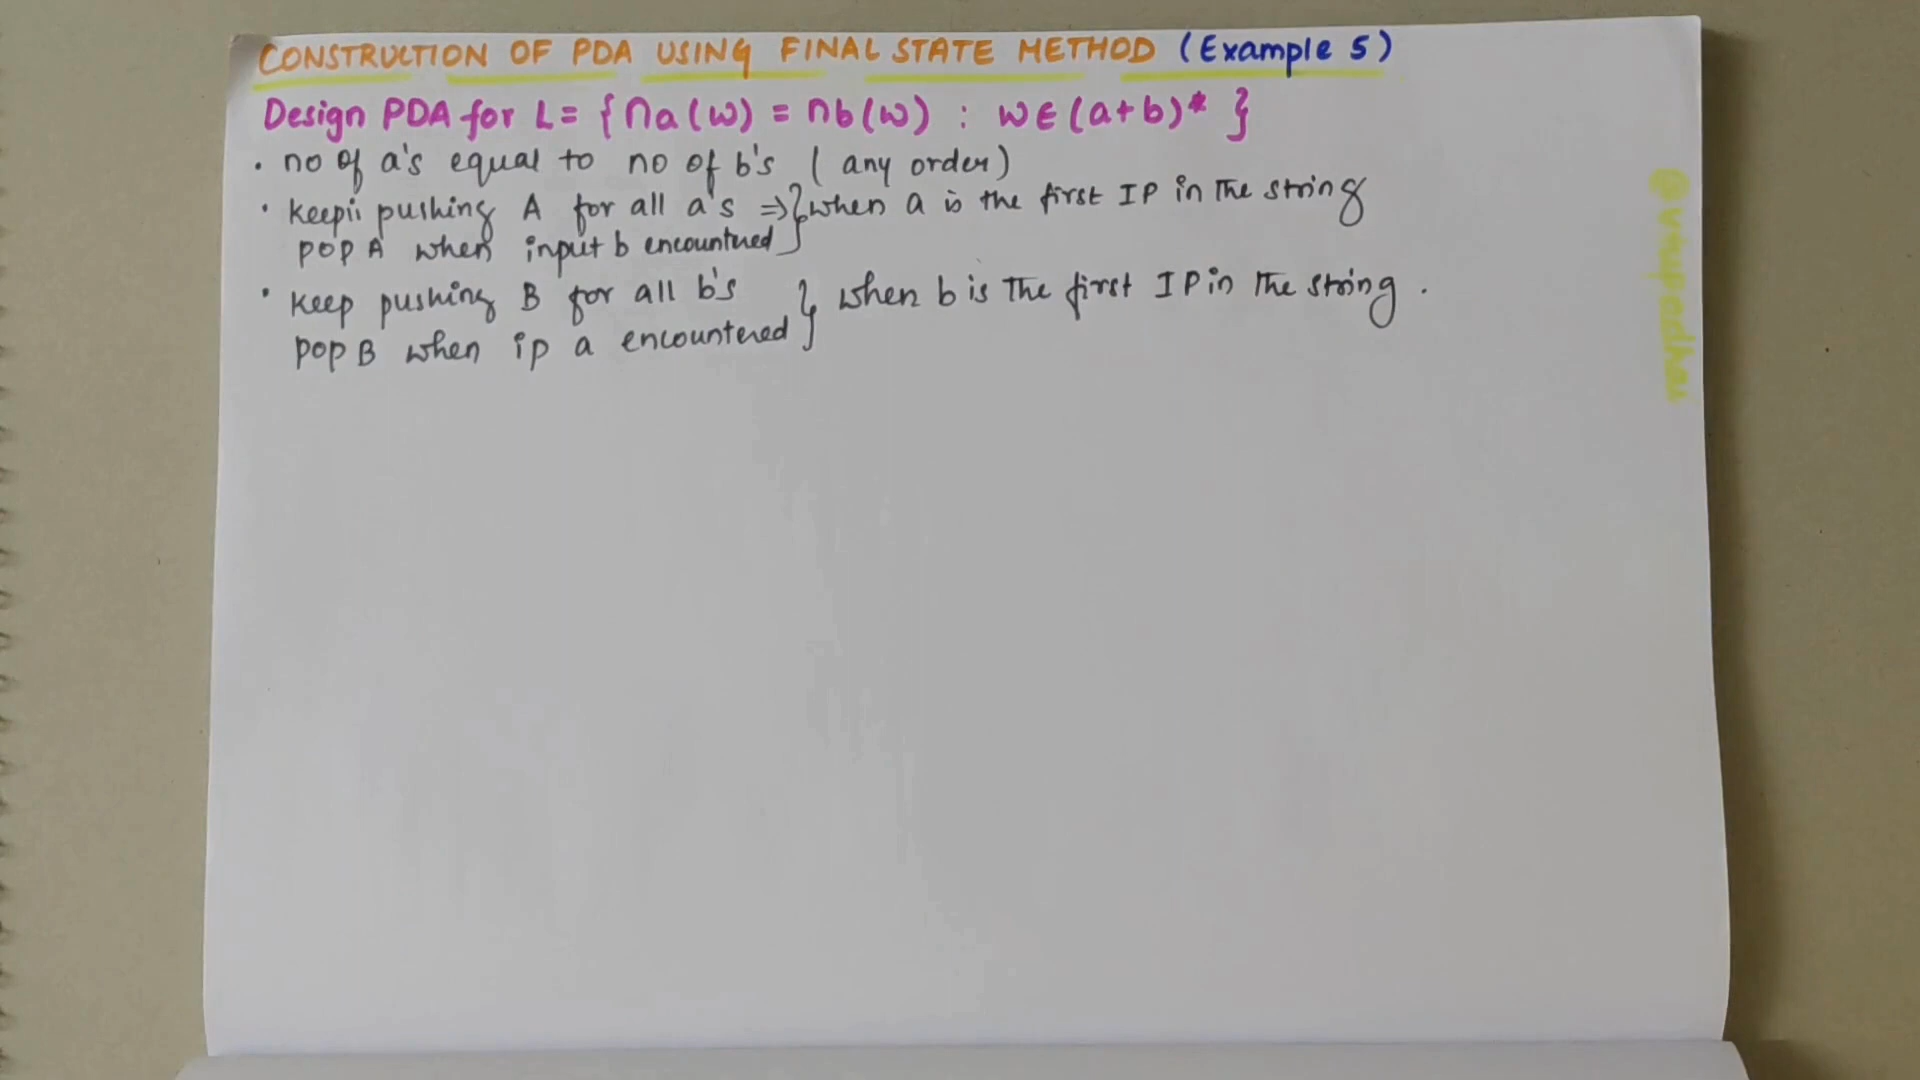 CONSTRUCTION OF PDA USING FINAL STATE METHOD (Example 5)
Design PDA for L = { na(w) = nb(w) : w ∈ (a+b)* }
• no of a's equal to no of b's ( any order )
• keepii pushing A for all a's ⇒ } when a is the first IP in The string
pop A when input b encountered
• keep pushing B for all b's } when b is The first IP in The string .
pop B when ip a encountered